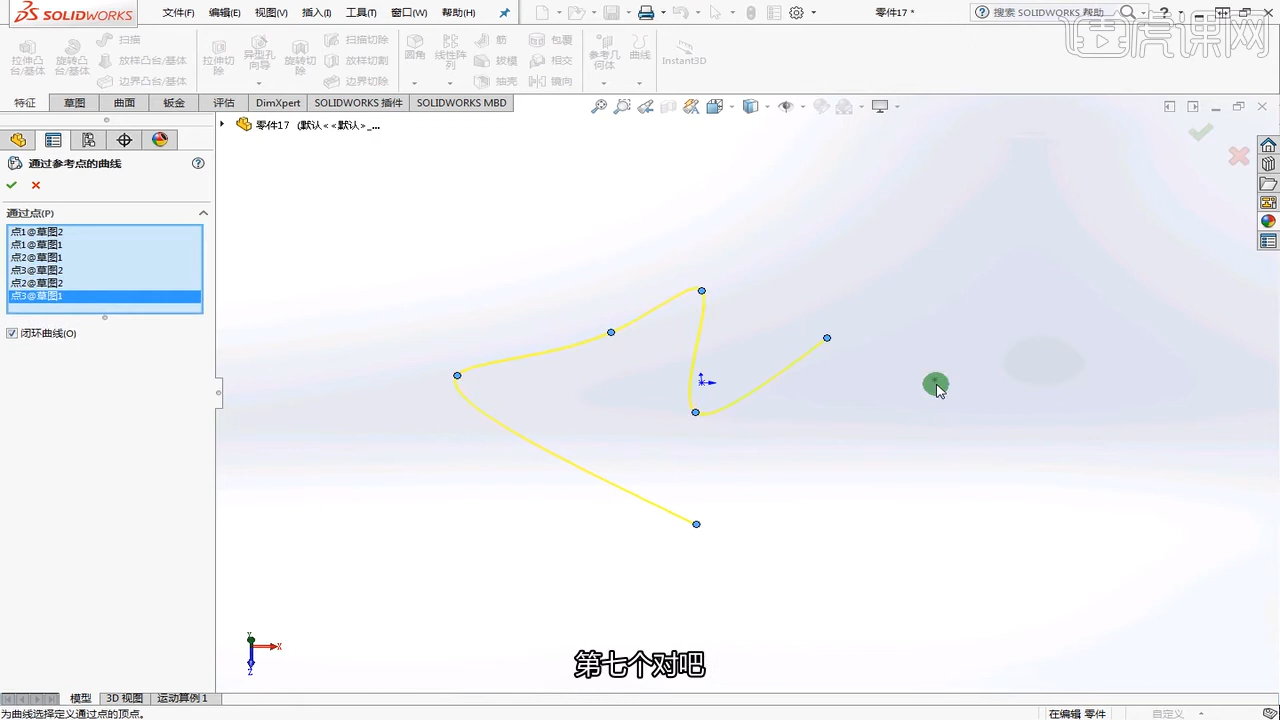 SOLIDWORKS
文件(F) 编辑(E) 视图(V) 插入(I) 工具(T) 窗口(W) 帮助(H)
零件17 *
搜索 SOLIDWORKS 帮助
虎课网
拉伸凸台/基体
旋转凸台/基体
扫描
放样凸台/基体
边界凸台/基体
拉伸切除
异型孔向导
旋转切除
扫描切除
放样切割
边界切除
圆角
线性阵列
筋
拔模
抽壳
包覆
相交
镜向
参考几何体
曲线
Instant3D
特征 草图 曲面 钣金 评估 DimXpert SOLIDWORKS 插件 SOLIDWORKS MBD
零件17 (默认<<默认>_...
通过参考点的曲线
通过点(P)
点1@草图2
点1@草图1
点2@草图1
点3@草图2
点2@草图2
点3@草图1
闭环曲线(O)
Y
X
Z
第七个对吧
模型 3D 视图 运动算例 1
为曲线选择定义通过点的顶点。
在编辑 零件
自定义